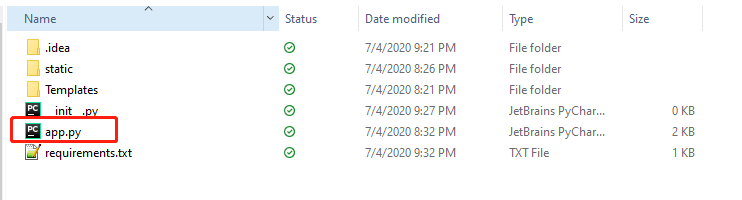 Name Status Date modified Type Size
.idea 7/4/2020 9:21 PM File folder
static 7/4/2020 8:26 PM File folder
Templates 7/4/2020 8:21 PM File folder
PC __init__.py 7/4/2020 9:27 PM JetBrains PyChar... 0 KB
PC app.py 7/4/2020 8:32 PM JetBrains PyChar... 2 KB
requirements.txt 7/4/2020 9:32 PM TXT File 1 KB